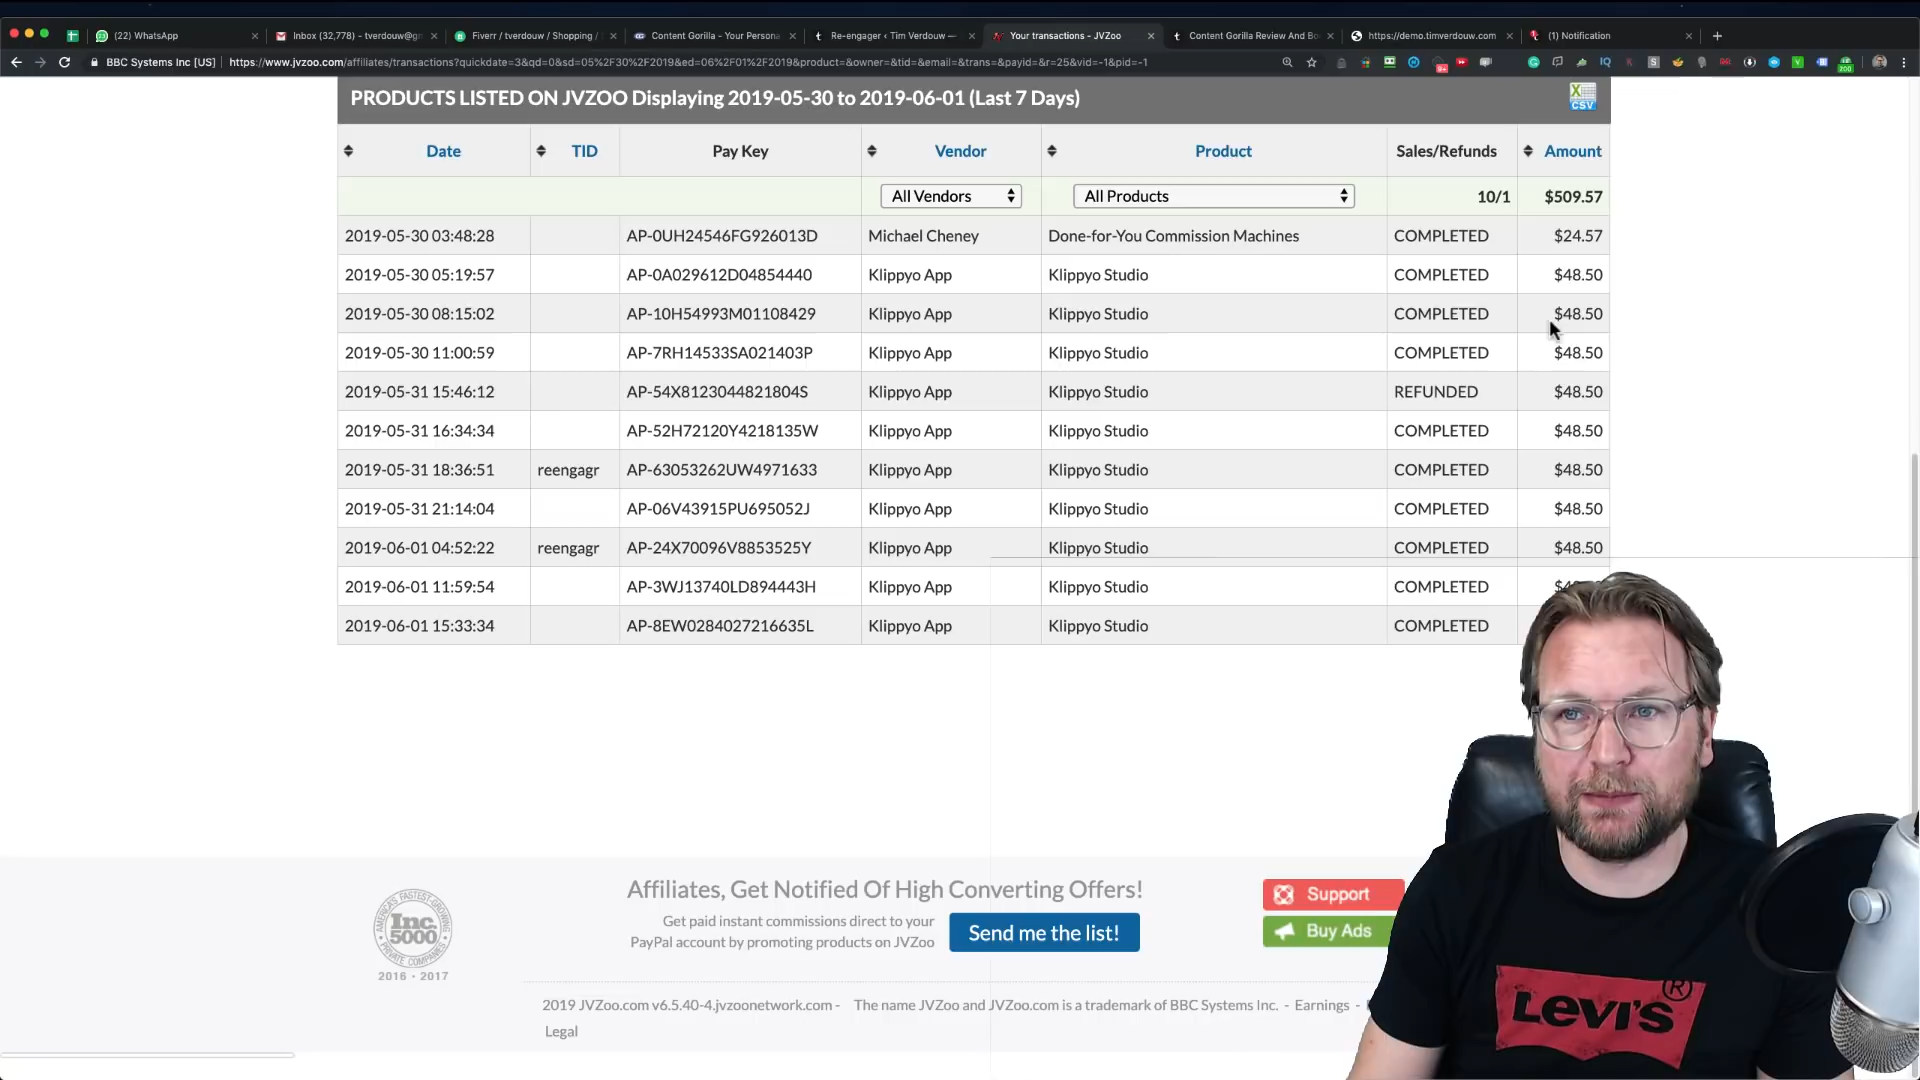 (22) WhatsApp
Inbox (32,778) - tverdouw@gm
Fiverr / tverdouw / Shopping /
Content Gorilla - Your Persona
Re-engager ‹ Tim Verdouw —
Your transactions - JVZoo
Content Gorilla Review And Bo
https://demo.timverdouw.com
(1) Notification
BBC Systems Inc [US] https://www.jvzoo.com/affiliates/transactions?quickdate=3&qd=0&sd=05%2F30%2F2019&ed=06%2F01%2F2019&product=&owner=&tid=&email=&trans=&payid=&r=25&vid=-1&pid=-1
PRODUCTS LISTED ON JVZOO Displaying 2019-05-30 to 2019-06-01 (Last 7 Days)
CSV
Date TID Pay Key Vendor Product Sales/Refunds Amount
All Vendors All Products 10/1 $509.57
2019-05-30 03:48:28 AP-0UH24546FG926013D Michael Cheney Done-for-You Commission Machines COMPLETED $24.57
2019-05-30 05:19:57 AP-0A029612D04854440 Klippyo App Klippyo Studio COMPLETED $48.50
2019-05-30 08:15:02 AP-10H54993M01108429 Klippyo App Klippyo Studio COMPLETED $48.50
2019-05-30 11:00:59 AP-7RH14533SA021403P Klippyo App Klippyo Studio COMPLETED $48.50
2019-05-31 15:46:12 AP-54X8123044821804S Klippyo App Klippyo Studio REFUNDED $48.50
2019-05-31 16:34:34 AP-52H72120Y4218135W Klippyo App Klippyo Studio COMPLETED $48.50
2019-05-31 18:36:51 reengagr AP-63053262UW4971633 Klippyo App Klippyo Studio COMPLETED $48.50
2019-05-31 21:14:04 AP-06V43915PU695052J Klippyo App Klippyo Studio COMPLETED $48.50
2019-06-01 04:52:22 reengagr AP-24X70096V8853525Y Klippyo App Klippyo Studio COMPLETED $48.50
2019-06-01 11:59:54 AP-3WJ13740LD894443H Klippyo App Klippyo Studio COMPLETED
2019-06-01 15:33:34 AP-8EW0284027216635L Klippyo App Klippyo Studio COMPLETED
AMERICA'S FASTEST-GROWING
Inc.
5000
PRIVATE COMPANIES
2016 • 2017
Affiliates, Get Notified Of High Converting Offers!
Get paid instant commissions direct to your
PayPal account by promoting products on JVZoo
Send me the list!
Support
Buy Ads
2019 JVZoo.com v6.5.40-4.jvzoonetwork.com - The name JVZoo and JVZoo.com is a trademark of BBC Systems Inc. - Earnings -
Legal
Levi's ®